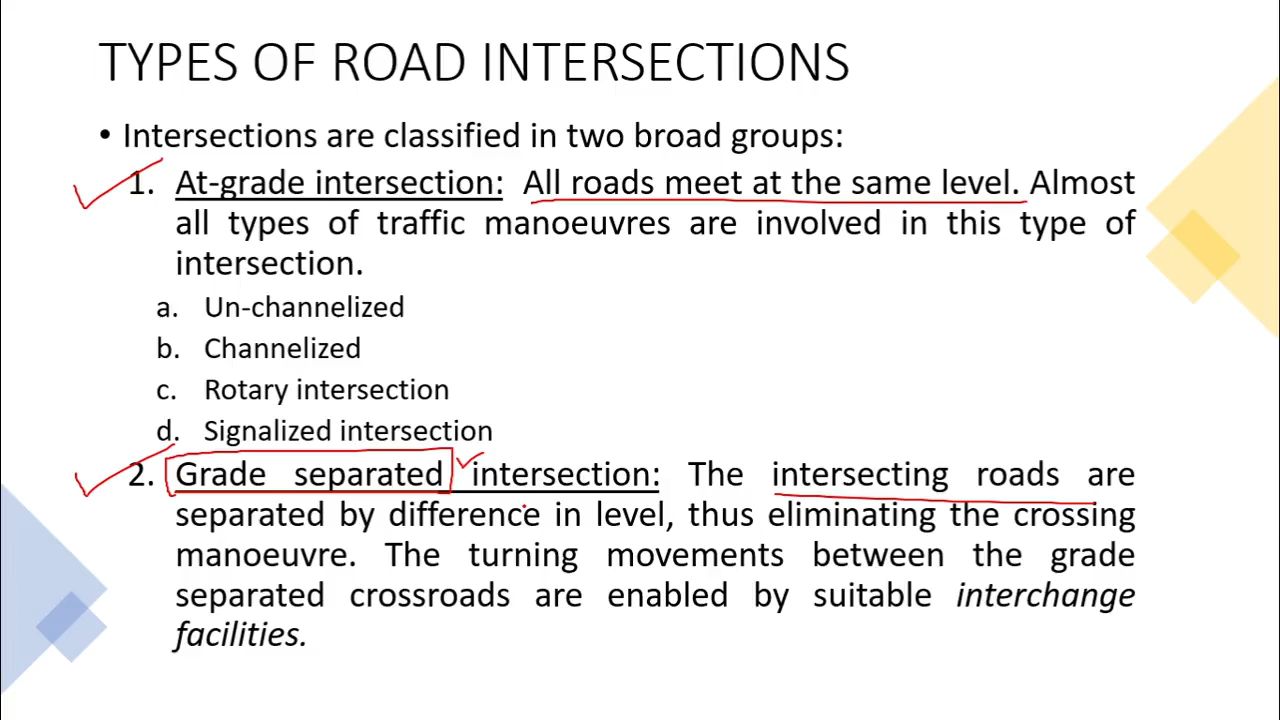 TYPES OF ROAD INTERSECTIONS
• Intersections are classified in two broad groups:
1. At-grade intersection: All roads meet at the same level. Almost
all types of traffic manoeuvres are involved in this type of
intersection.
a. Un-channelized
b. Channelized
c. Rotary intersection
d. Signalized intersection
2. Grade separated intersection: The intersecting roads are
separated by difference in level, thus eliminating the crossing
manoeuvre. The turning movements between the grade
separated crossroads are enabled by suitable interchange
facilities.